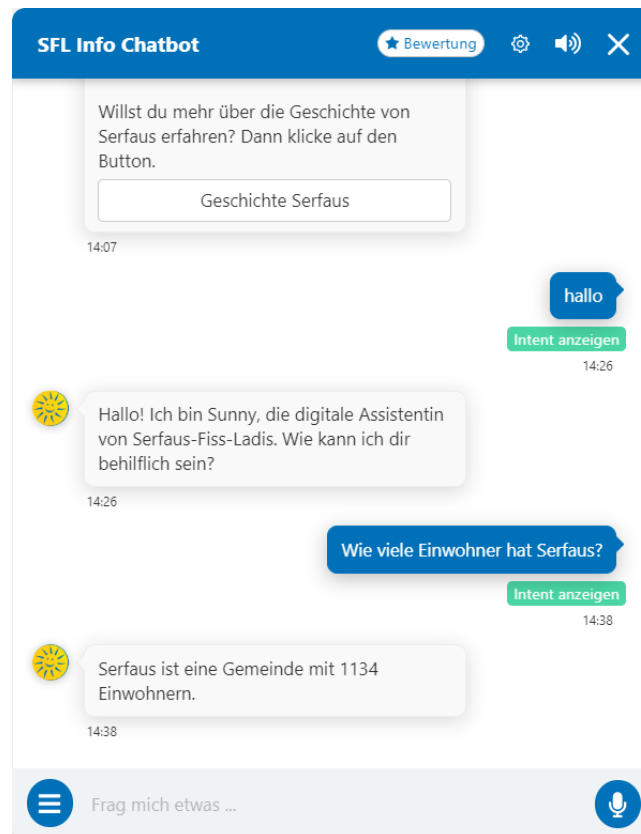 SFL Info Chatbot
Bewertung
Willst du mehr über die Geschichte von
Serfaus erfahren? Dann klicke auf den
Button.
Geschichte Serfaus
14:07
hallo
Intent anzeigen
14:26
Hallo! Ich bin Sunny, die digitale Assistentin
von Serfaus-Fiss-Ladis. Wie kann ich dir
behilflich sein?
14:26
Wie viele Einwohner hat Serfaus?
Intent anzeigen
14:38
Serfaus ist eine Gemeinde mit 1134
Einwohnern.
14:38
Frag mich etwas ...